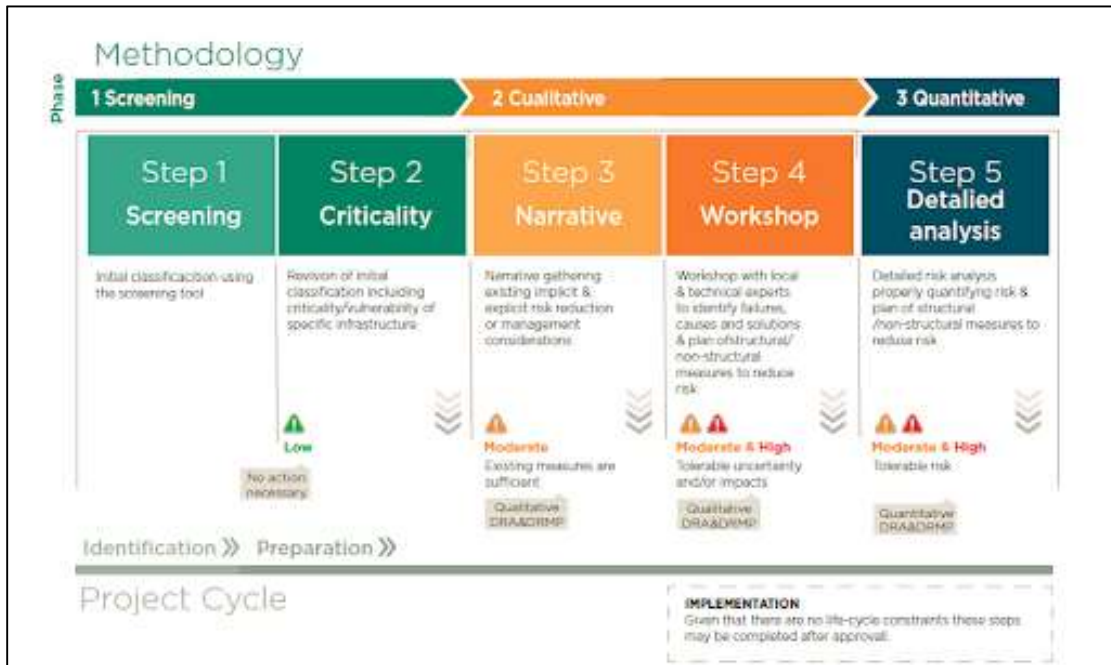 Methodology
Phase
1 Screening
2 Cualitative
3 Quantitative
Step 1
Screening
Step 2
Criticality
Step 3
Narrative
Step 4
Workshop
Step 5
Detalied
analysis
Initial classificacition using
the screening tool
Revision of initial
classification including
criticality/vulnerability of
specific infrastructure
Narrative gathering
existing implicit &
explicit risk reduction
or management
considerations
Workshop with local
& technical experts
to identify failures,
causes and solutions
& plan ofstructural/
non-structural
measures to reduce
risk
Detailed risk analysis
properly quantifying risk &
plan of structural
/non-structural measures to
reduse risk
Low
No action
necessary
Moderate
Existing measures are
sufficient
Qualitative
DRA&DRMP
Moderate & High
Tolerable uncertainty
and/or impacts
Qualitative
DRA&DRMP
Moderate & High
Tolerable risk
Quantitative
DRA&DRMP
Identification
Preparation
Project Cycle
IMPLEMENTATION
Given that there are no life-cycle constraints these steps
may be completed after approvall.